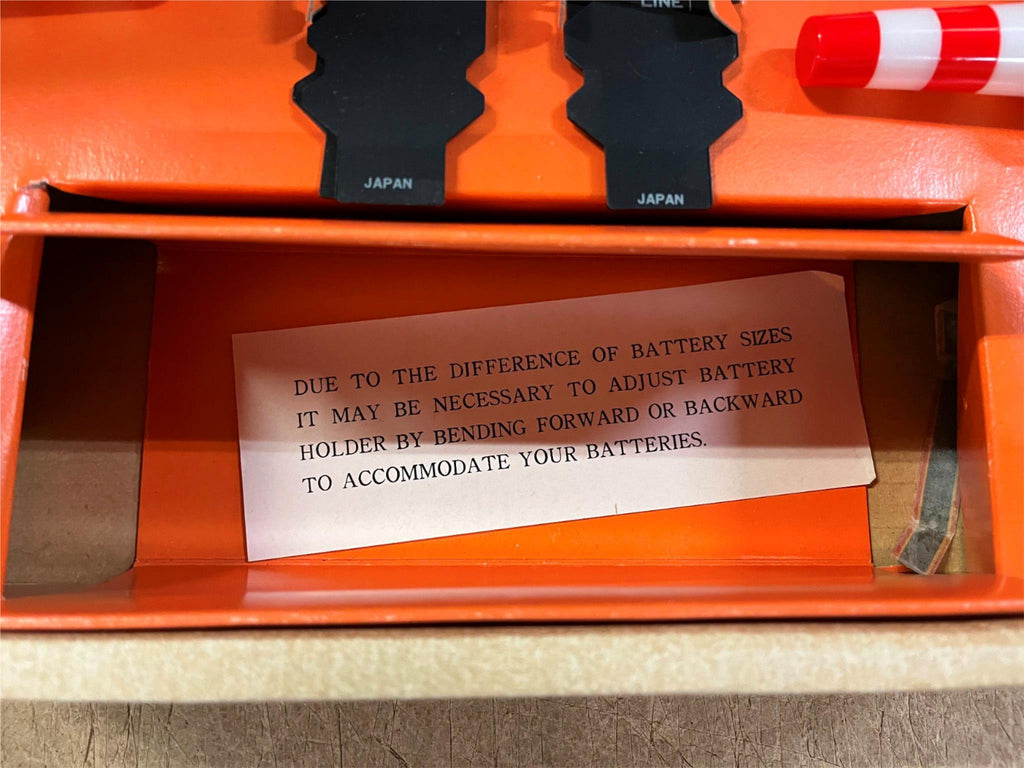 LINE
JAPAN
JAPAN
DUE TO THE DIFFERENCE OF BATTERY SIZES
IT MAY BE NECESSARY TO ADJUST BATTERY
HOLDER BY BENDING FORWARD OR BACKWARD
TO ACCOMMODATE YOUR BATTERIES.